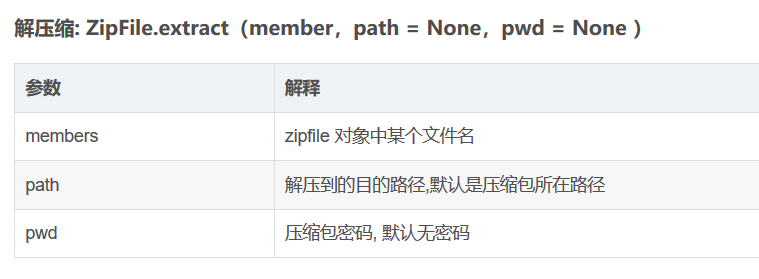 解压缩: ZipFile.extract（member，path = None，pwd = None ）
参数 解释
members zipfile 对象中某个文件名
path 解压到的目的路径,默认是压缩包所在路径
pwd 压缩包密码, 默认无密码